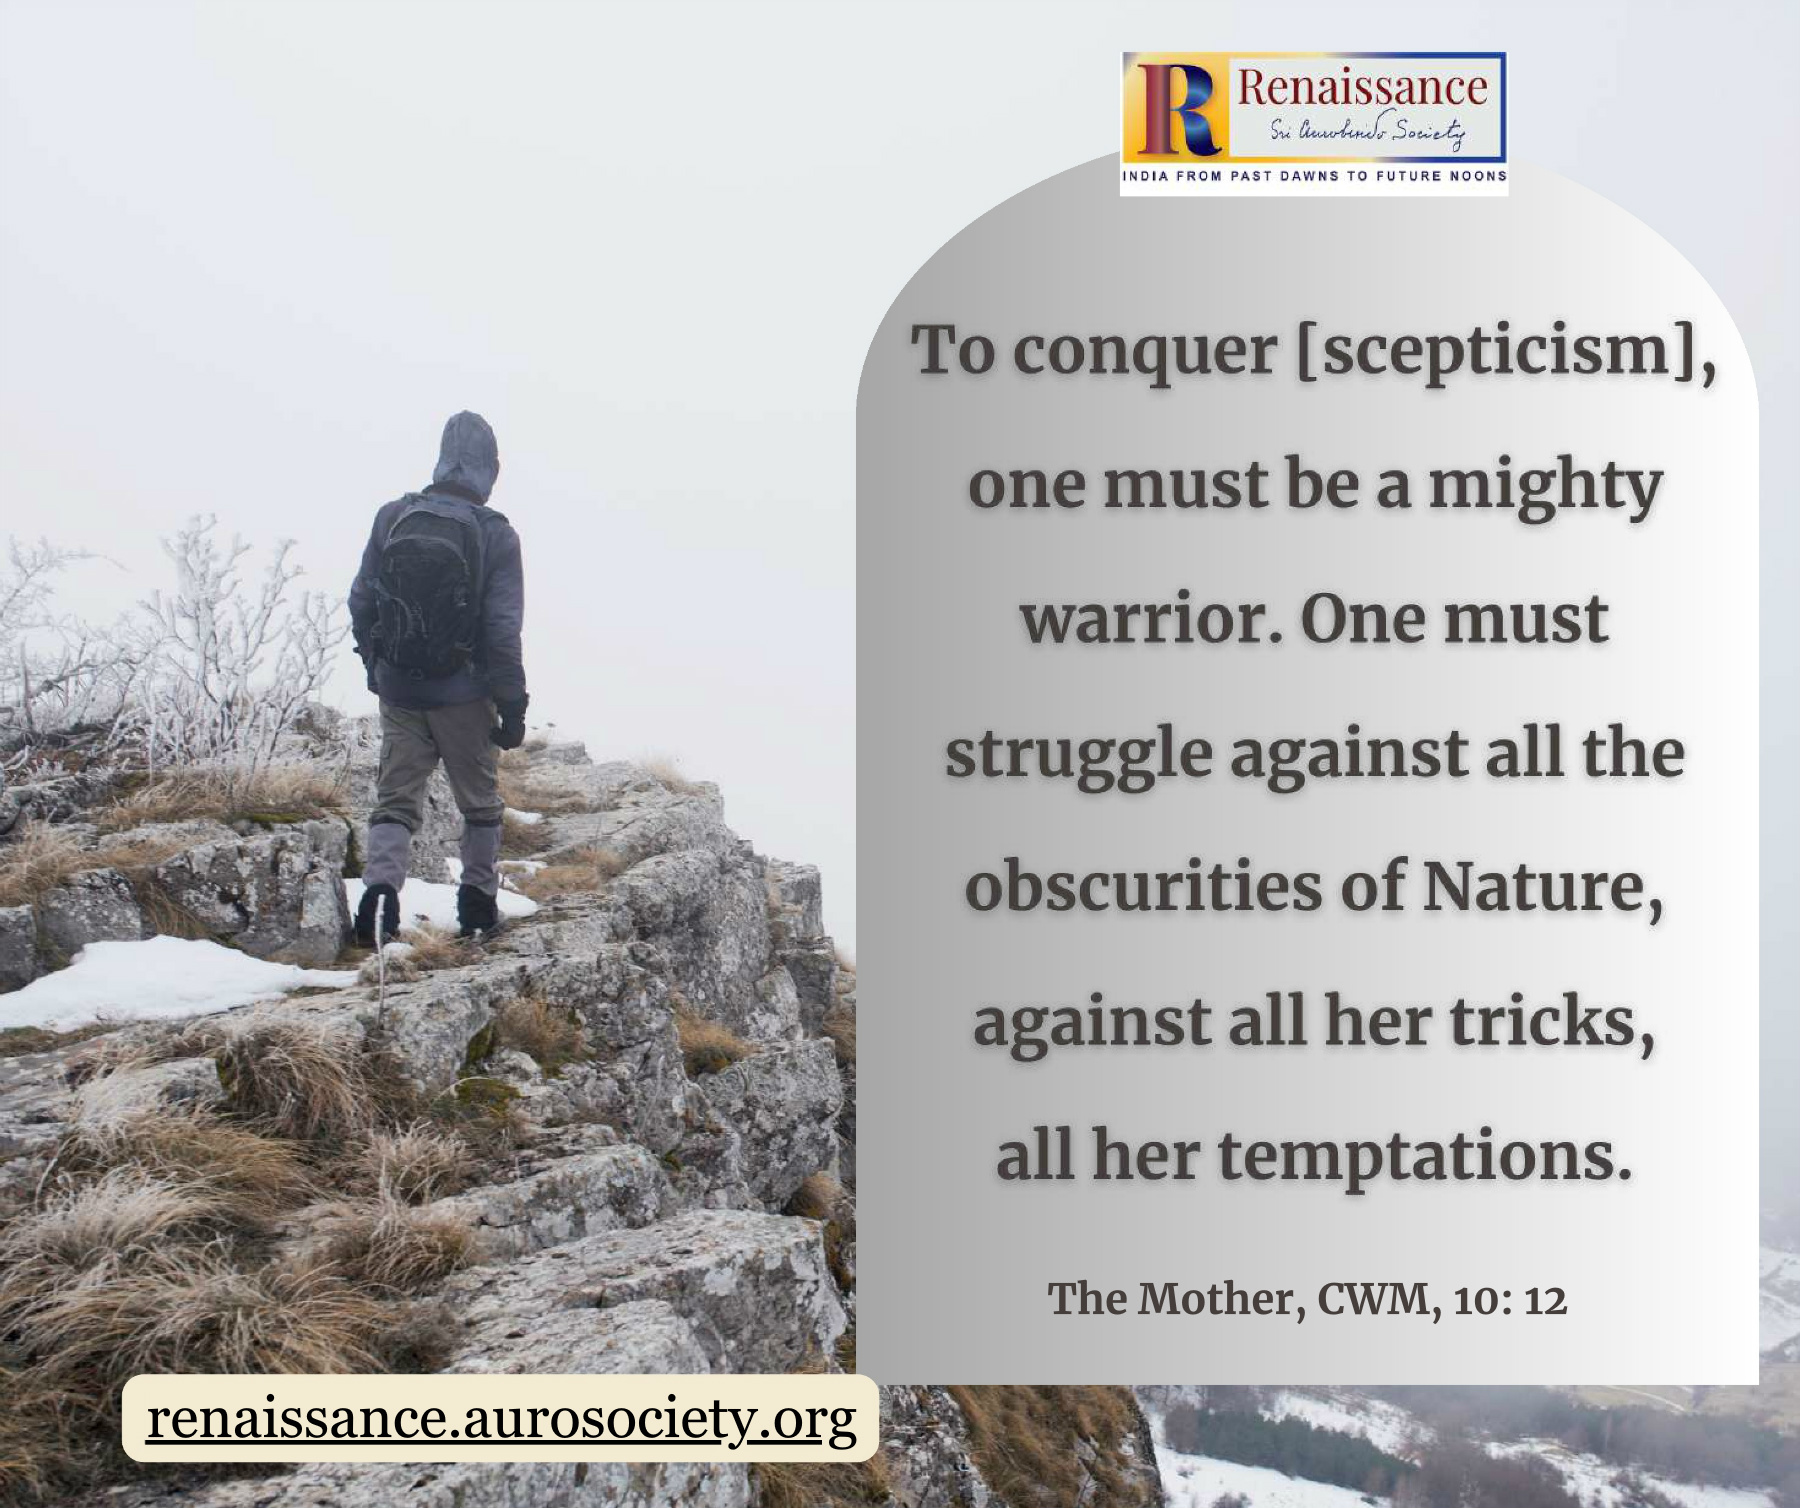 R Renaissance
Sri Aurobindo Society
INDIA FROM PAST DAWNS TO FUTURE NOONS
To conquer [scepticism],
one must be a mighty
warrior. One must
struggle against all the
obscurities of Nature,
against all her tricks,
all her temptations.
The Mother, CWM, 10: 12
renaissance.aurosociety.org